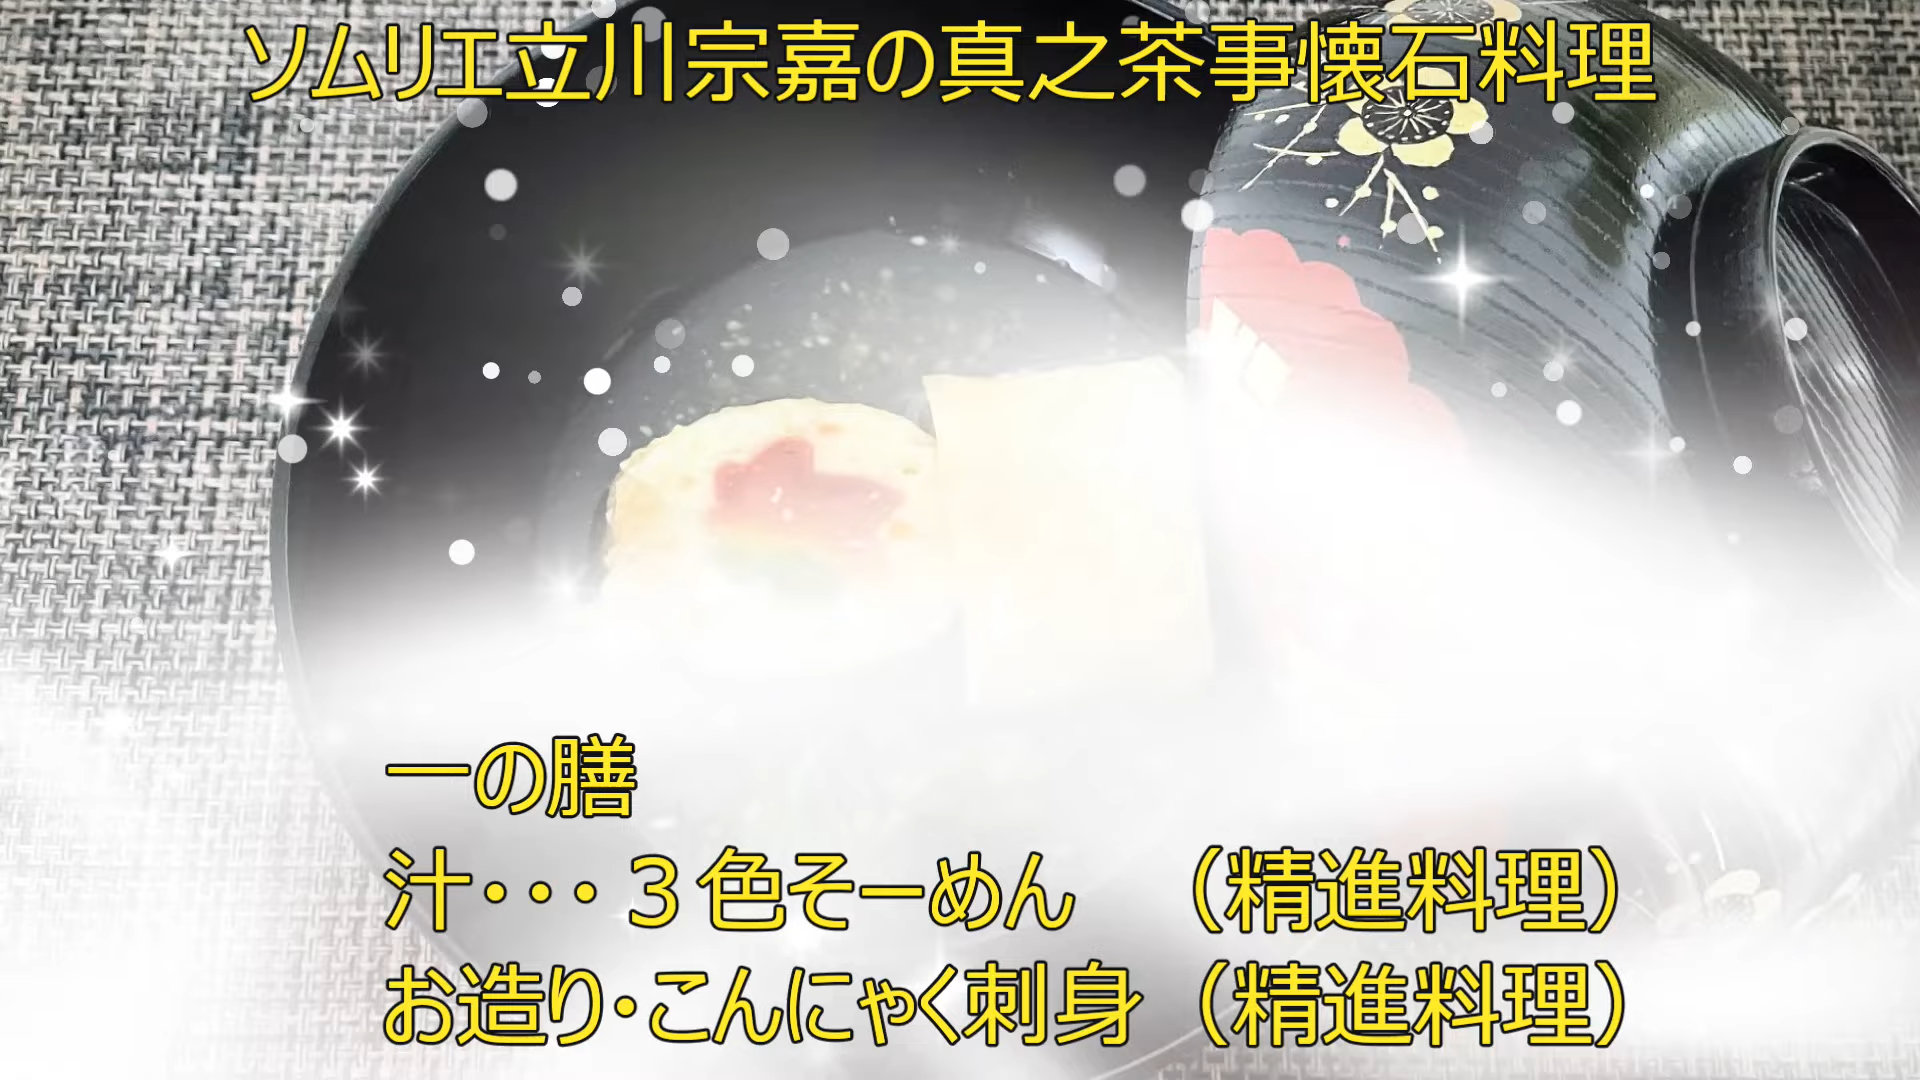 ソムリエ立川宗嘉の真之茶事懐石料理
一の膳
汁・・・３色そーめん　（精進料理）
お造り・こんにゃく刺身（精進料理）